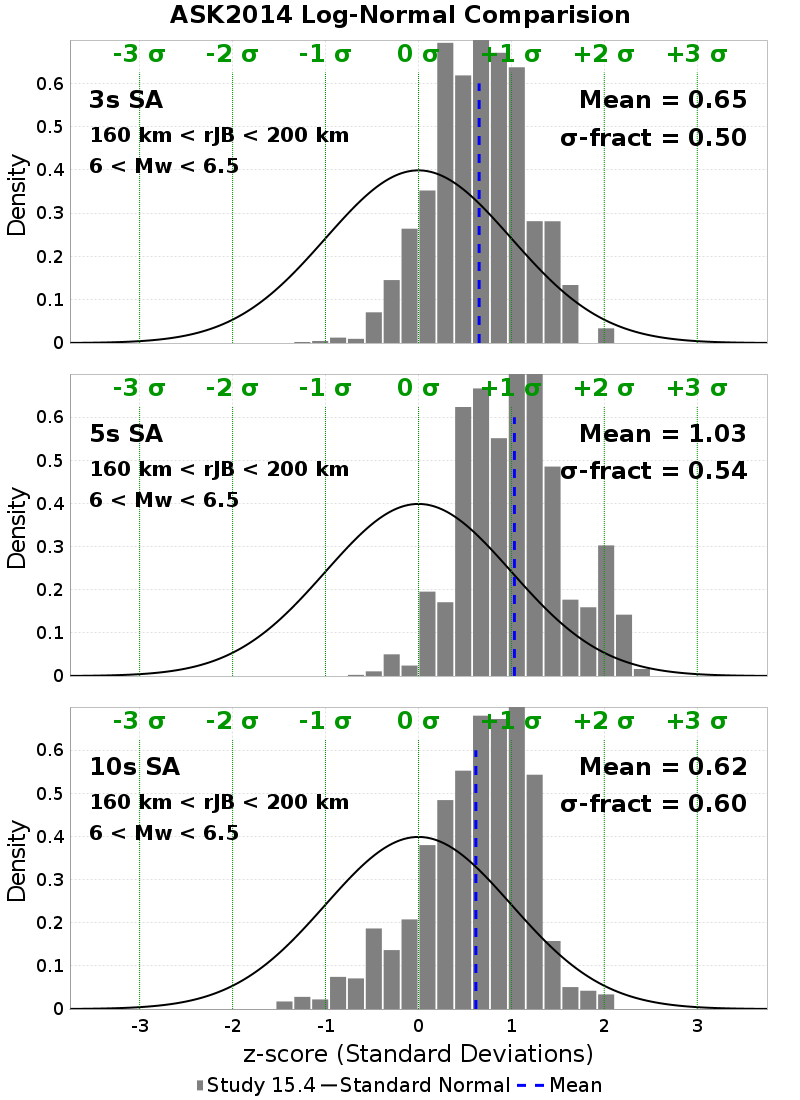 ASK2014 Log-Normal Comparision
-3 σ -2 σ -1 σ 0 σ +1 σ +2 σ +3 σ
3s SA
160 km < rJB < 200 km
6 < Mw < 6.5
Mean = 0.65
σ-fract = 0.50
Density
0.6
0.5
0.4
0.3
0.2
0.1
0
-3 σ -2 σ -1 σ 0 σ +1 σ +2 σ +3 σ
5s SA
160 km < rJB < 200 km
6 < Mw < 6.5
Mean = 1.03
σ-fract = 0.54
Density
0.6
0.5
0.4
0.3
0.2
0.1
0
-3 σ -2 σ -1 σ 0 σ +1 σ +2 σ +3 σ
10s SA
160 km < rJB < 200 km
6 < Mw < 6.5
Mean = 0.62
σ-fract = 0.60
Density
0.6
0.5
0.4
0.3
0.2
0.1
0
-3 -2 -1 0 1 2 3
z-score (Standard Deviations)
Study 15.4 Standard Normal Mean